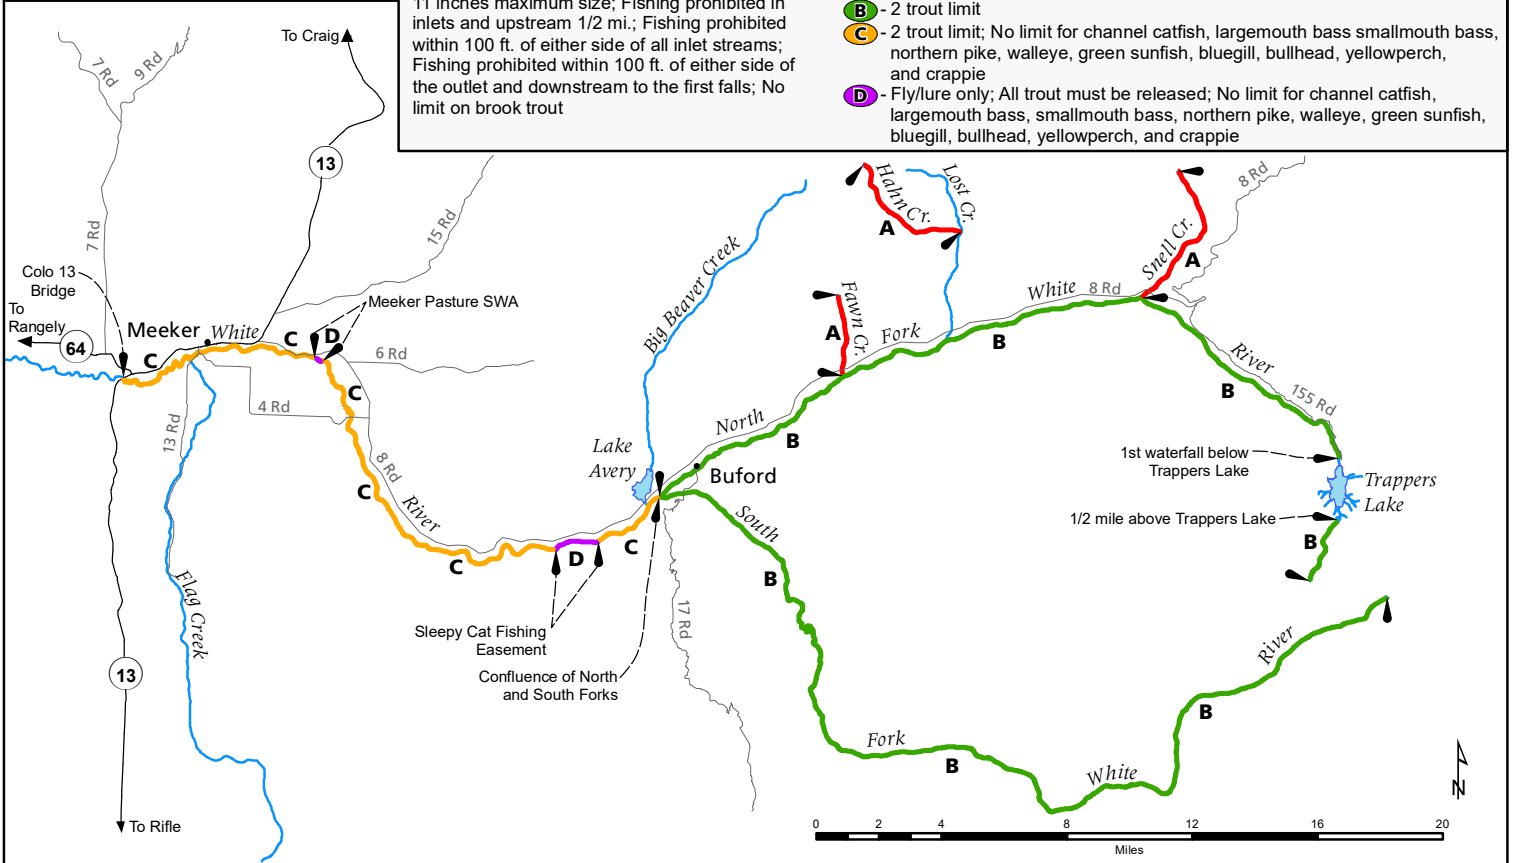 11 inches maximum size; Fishing prohibited in
inlets and upstream 1/2 mi.; Fishing prohibited
within 100 ft. of either side of all inlet streams;
Fishing prohibited within 100 ft. of either side of
the outlet and downstream to the first falls; No
limit on brook trout
B - 2 trout limit
C - 2 trout limit; No limit for channel catfish, largemouth bass smallmouth bass,
northern pike, walleye, green sunfish, bluegill, bullhead, yellowperch,
and crappie
D - Fly/lure only; All trout must be released; No limit for channel catfish,
largemouth bass, smallmouth bass, northern pike, walleye, green sunfish,
bluegill, bullhead, yellowperch, and crappie
To Craig
7 Rd
9 Rd
13
7 Rd
15 Rd
Colo 13
Bridge
To
Rangely
64
Meeker
White
C
C
D
Meeker Pasture SWA
6 Rd
C
4 Rd
13 Rd
8 Rd
C
River
C
D
C
Sleepy Cat Fishing
Easement
Confluence of North
and South Forks
Flag Creek
13
To Rifle
17 Rd
Big Beaver Creek
Lake
Avery
Buford
North
B
Hahn Cr.
A
Lost Cr.
Fawn Cr.
A
Fork
White
8 Rd
B
Snell Cr.
A
8 Rd
River
B
155 Rd
1st waterfall below
Trappers Lake
Trappers
Lake
1/2 mile above Trappers Lake
B
South
B
Fork
B
White
B
River
N
0
2
4
8
12
16
20
Miles